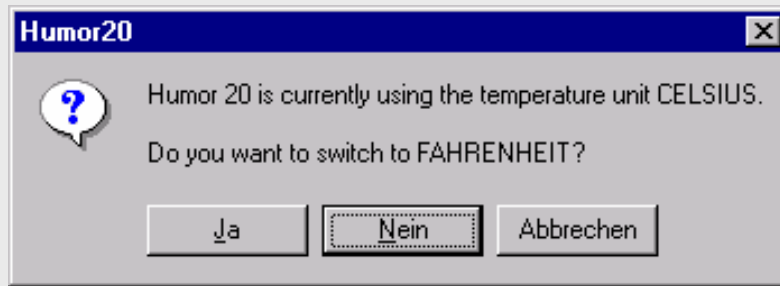 Humor20
Humor 20 is currently using the temperature unit CELSIUS.
Do you want to switch to FAHRENHEIT?
Ja Nein Abbrechen